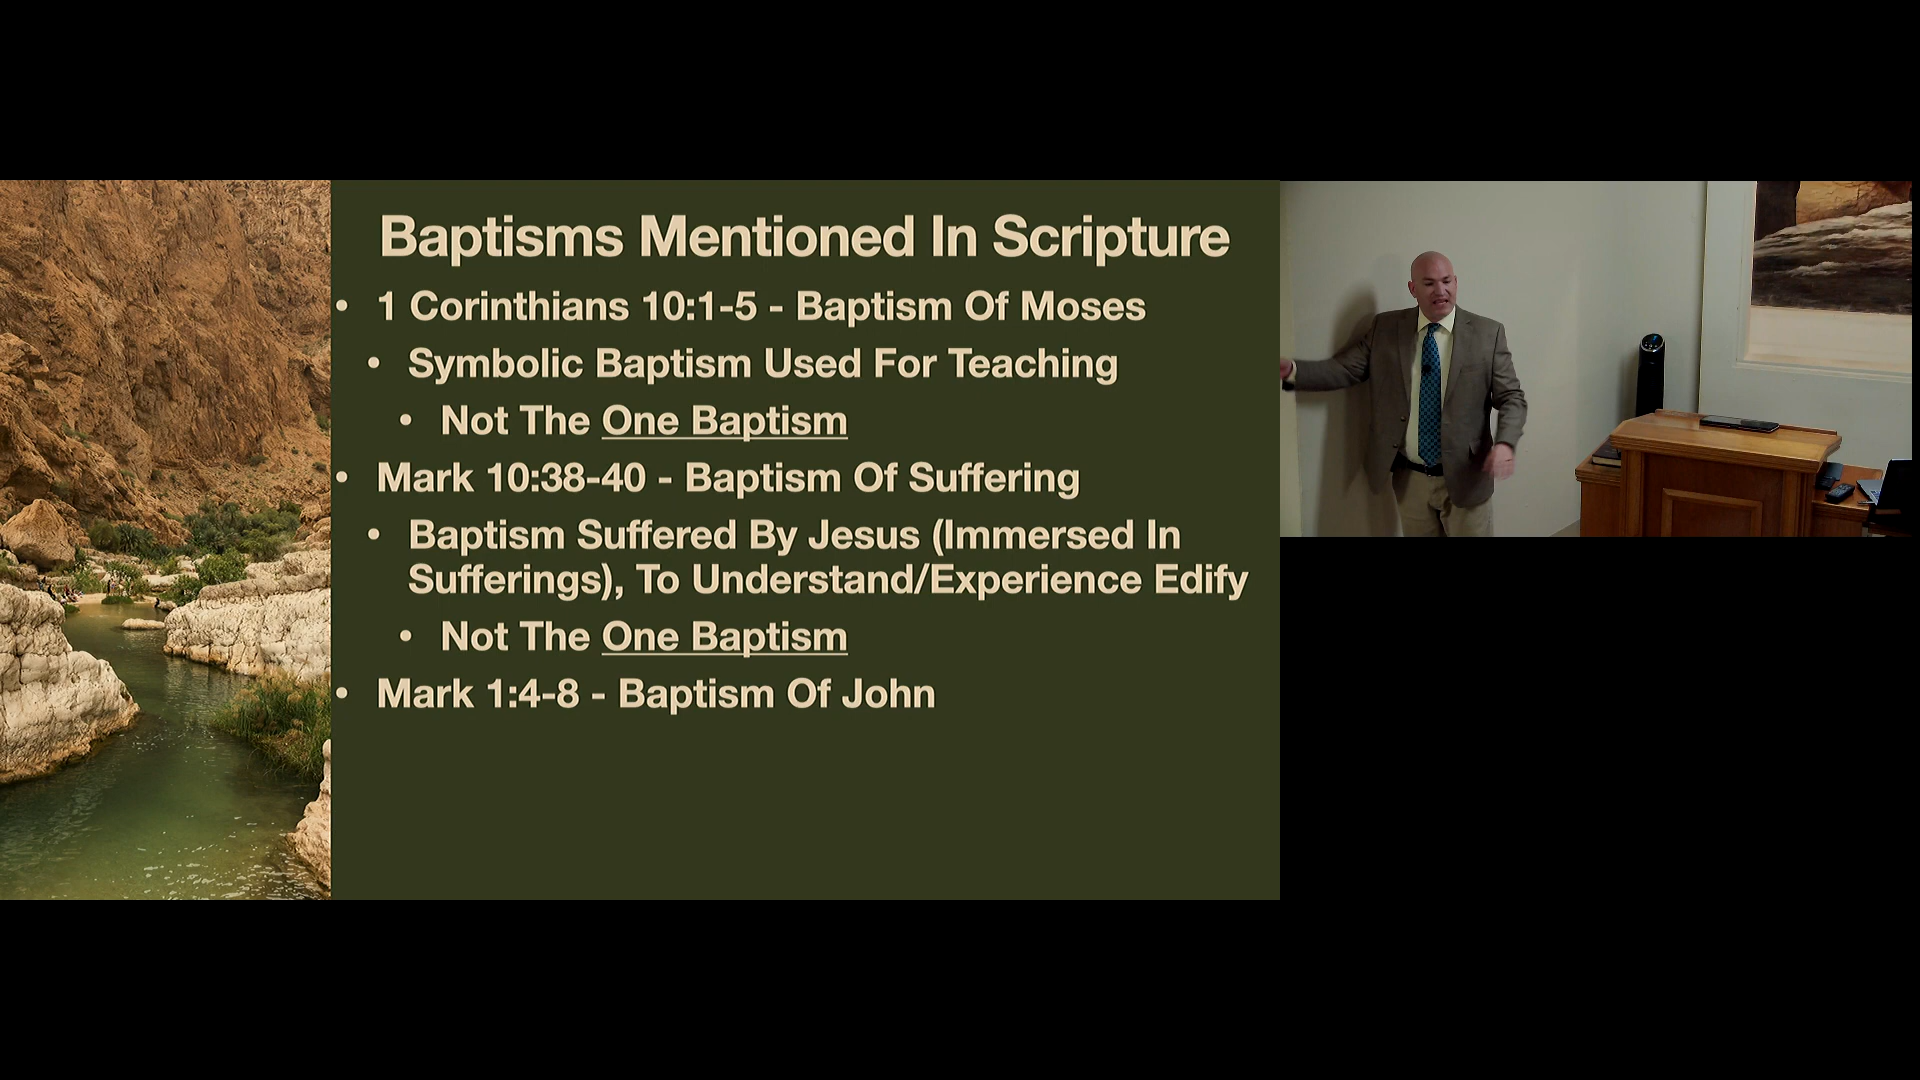 Baptisms Mentioned In Scripture
• 1 Corinthians 10:1-5 - Baptism Of Moses
• Symbolic Baptism Used For Teaching
• Not The One Baptism
• Mark 10:38-40 - Baptism Of Suffering
• Baptism Suffered By Jesus (Immersed In
Sufferings), To Understand/Experience Edify
• Not The One Baptism
• Mark 1:4-8 - Baptism Of John